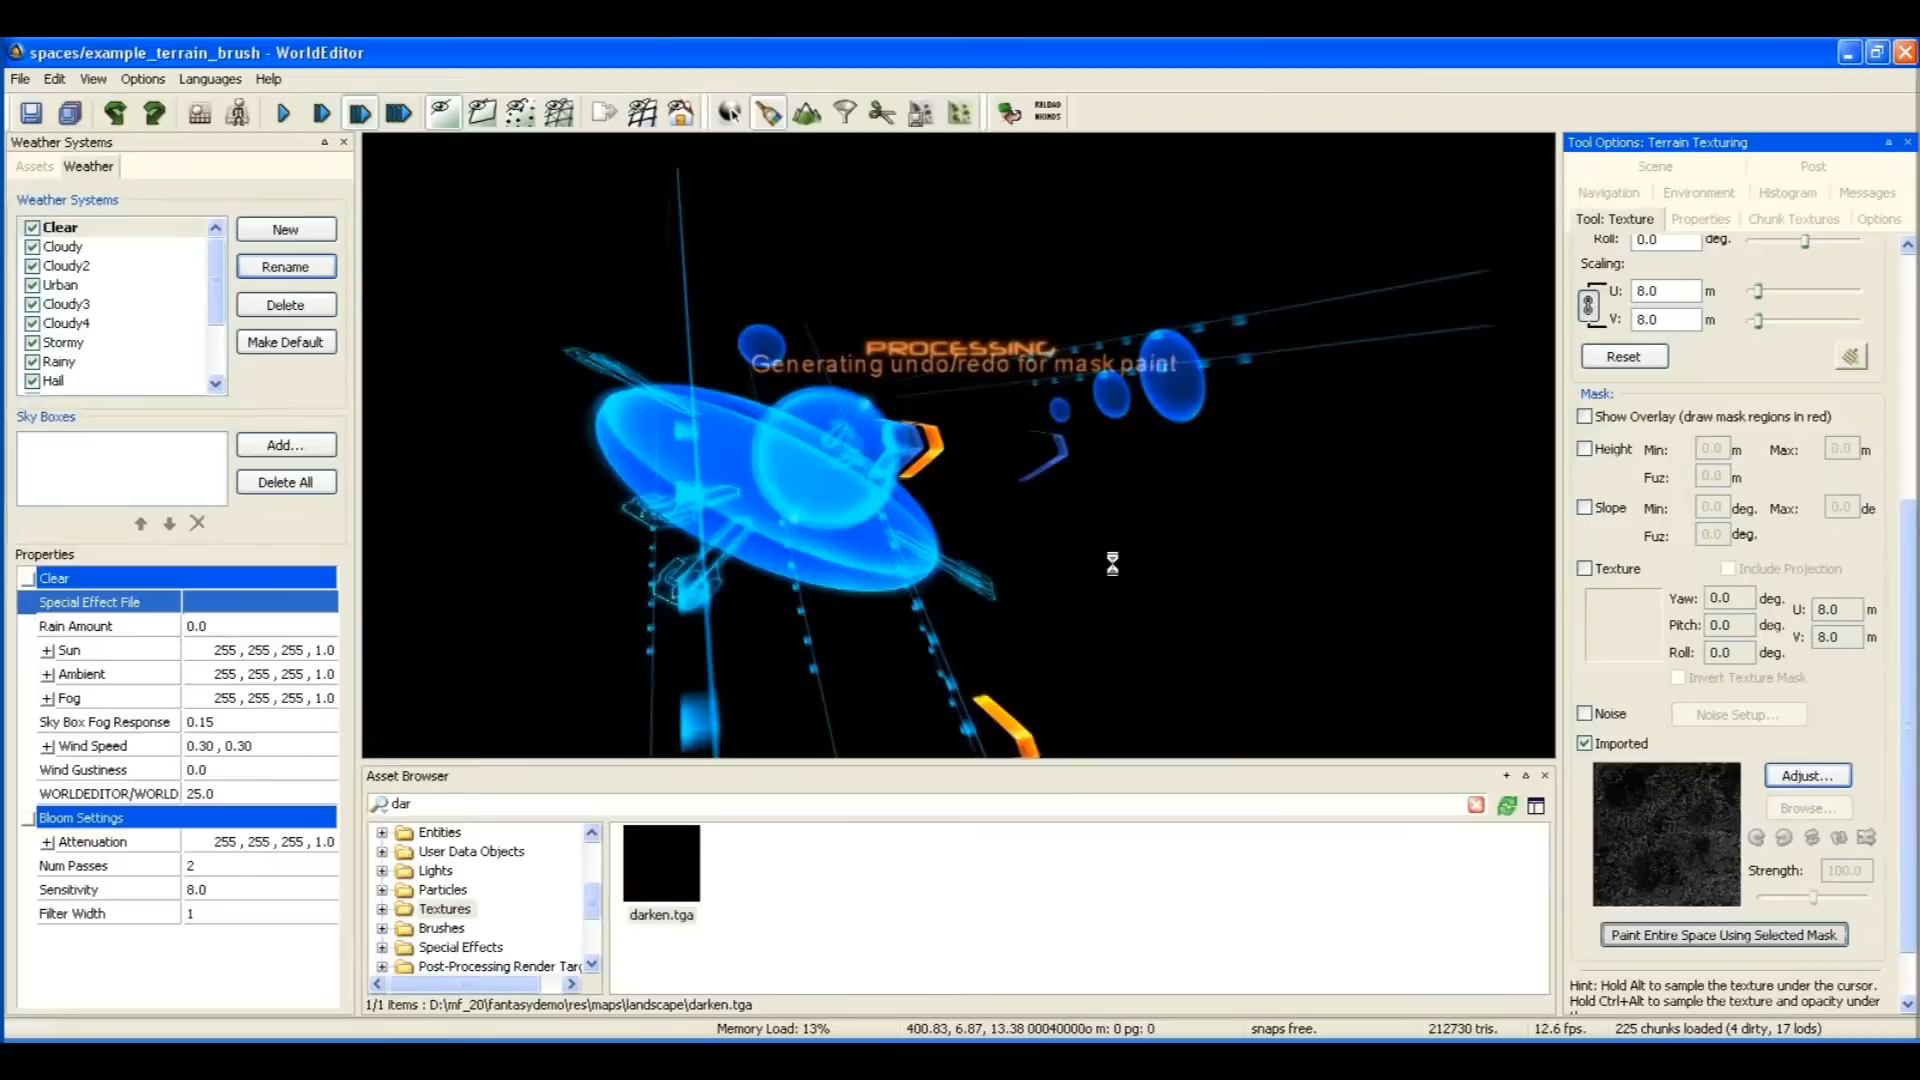 spaces/example_terrain_brush - WorldEditor
File Edit View Options Languages Help
RELOAD
Weather Systems
Assets Weather
Weather Systems
Clear
Cloudy
Cloudy2
Urban
Cloudy3
Cloudy4
Stormy
Rainy
Hail
New
Rename
Delete
Make Default
Sky Boxes
Add...
Delete All
Properties
Clear
Special Effect File
Rain Amount 0.0
Sun 255 , 255 , 255 , 1.0
Ambient 255 , 255 , 255 , 1.0
Fog 255 , 255 , 255 , 1.0
Sky Box Fog Response 0.15
Wind Speed 0.30 , 0.30
Wind Gustiness 0.0
WORLDEDITOR/WORLD 25.0
Bloom Settings
Attenuation 255 , 255 , 255 , 1.0
Num Passes 2
Sensitivity 8.0
Filter Width 1
PROCESSING
Generating undo/redo for mask paint
Asset Browser
dar
Entities
User Data Objects
Lights
Particles
Textures
Brushes
Special Effects
Post-Processing Render Tar
darken.tga
1/1 items : D:\mf_20\fantasydemo\res\maps\landscape\darken.tga
Tool Options: Terrain Texturing
Scene Post
Navigation Environment Histogram Messages
Tool: Texture Properties Chunk Textures Options
Roll: 0.0 deg.
Scaling:
U: 8.0 m
V: 8.0 m
Reset
Mask:
Show Overlay (draw mask regions in red)
Height Min: 0.0 m Max: 0.0 m
Fuz: 0.0 m
Slope Min: 0.0 deg. Max: 0.0 de
Fuz: 0.0 deg.
Texture Include Projection
Yaw: 0.0 deg. U: 8.0 m
Pitch: 0.0 deg. V: 8.0 m
Roll: 0.0 deg.
Invert Texture Mask
Noise Noise Setup...
Imported
Adjust...
Browse...
Strength: 100.0
Paint Entire Space Using Selected Mask
Hint: Hold Alt to sample the texture under the cursor.
Hold Ctrl+Alt to sample the texture and opacity under
Memory Load: 13% 400.83, 6.87, 13.38 00040000o m: 0 pg: 0 snaps free. 212730 tris. 12.6 fps. 225 chunks loaded (4 dirty, 17 lods)